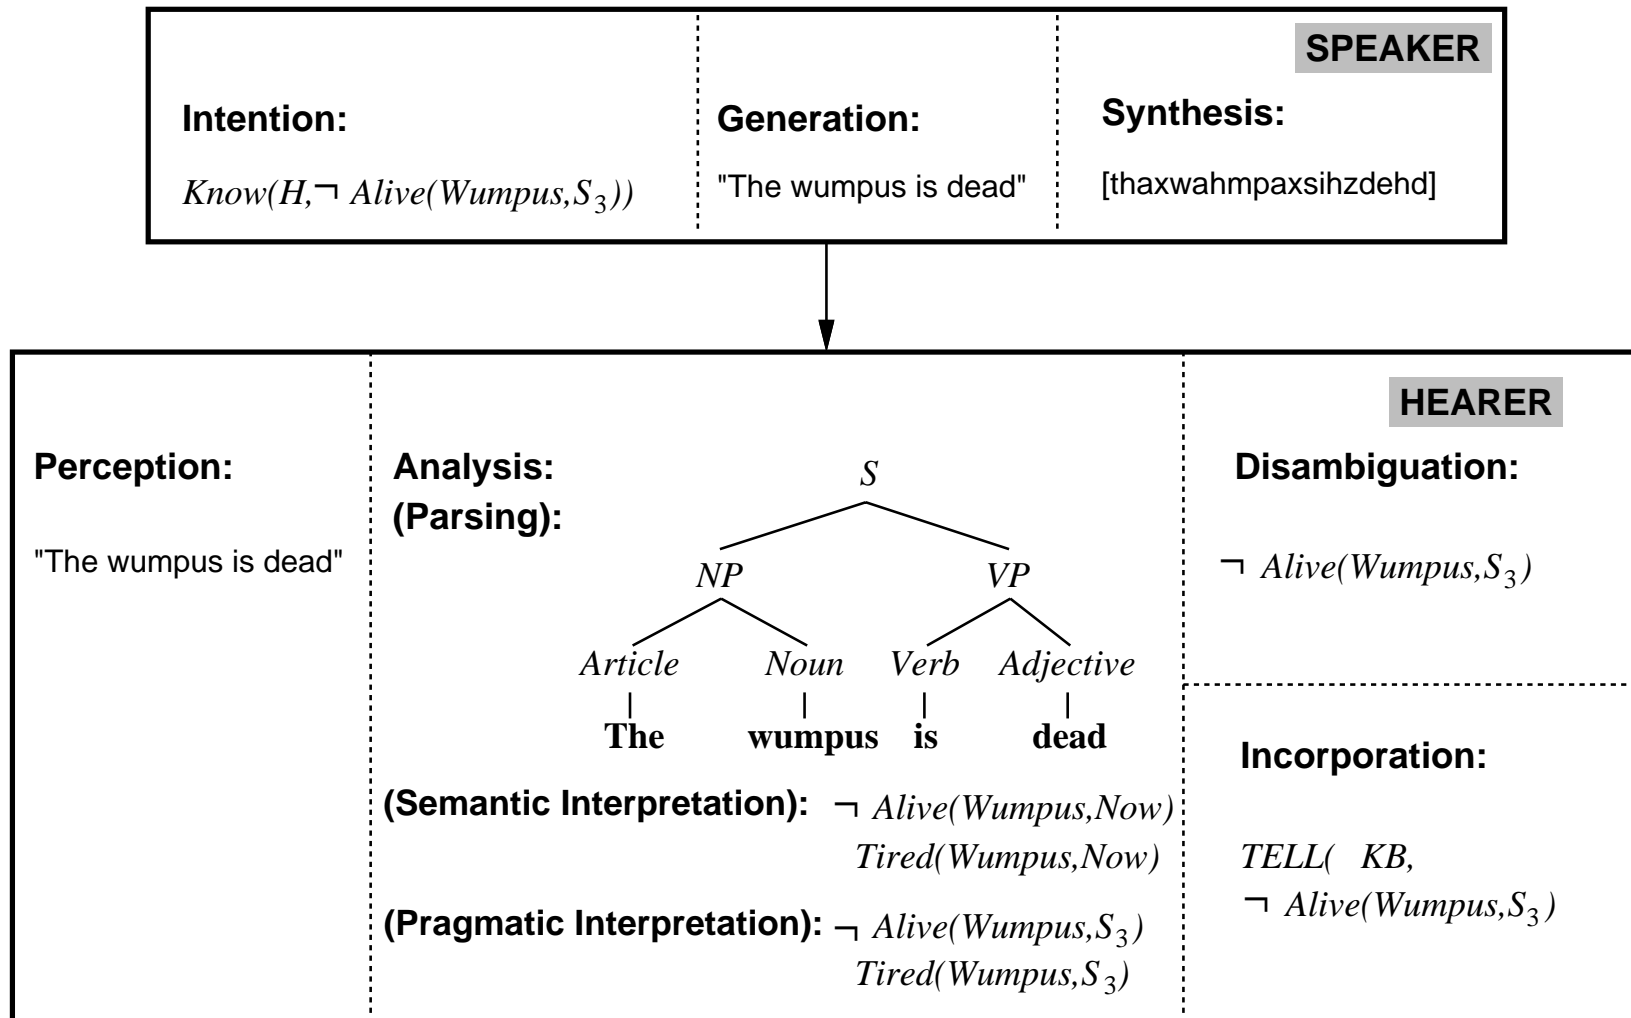 SPEAKER
Intention:
Know(H,¬ Alive(Wumpus,S₃))
Generation:
"The wumpus is dead"
Synthesis:
[thaxwahmpaxsihzdehd]
HEARER
Perception:
"The wumpus is dead"
Analysis:
(Parsing):
S
NP VP
Article Noun Verb Adjective
The wumpus is dead
(Semantic Interpretation): ¬ Alive(Wumpus,Now)
Tired(Wumpus,Now)
(Pragmatic Interpretation): ¬ Alive(Wumpus,S₃)
Tired(Wumpus,S₃)
Disambiguation:
¬ Alive(Wumpus,S₃)
Incorporation:
TELL( KB,
¬ Alive(Wumpus,S₃)